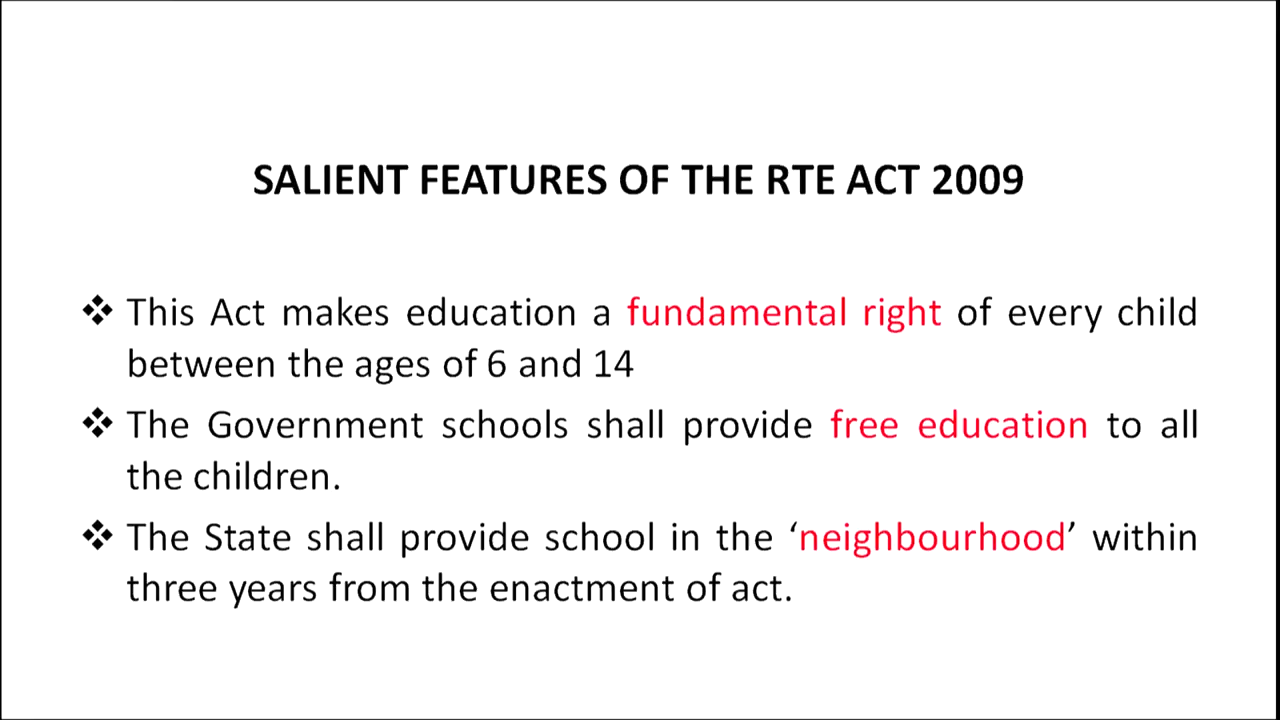 SALIENT FEATURES OF THE RTE ACT 2009
❖ This Act makes education a fundamental right of every child
between the ages of 6 and 14
❖ The Government schools shall provide free education to all
the children.
❖ The State shall provide school in the ‘neighbourhood’ within
three years from the enactment of act.